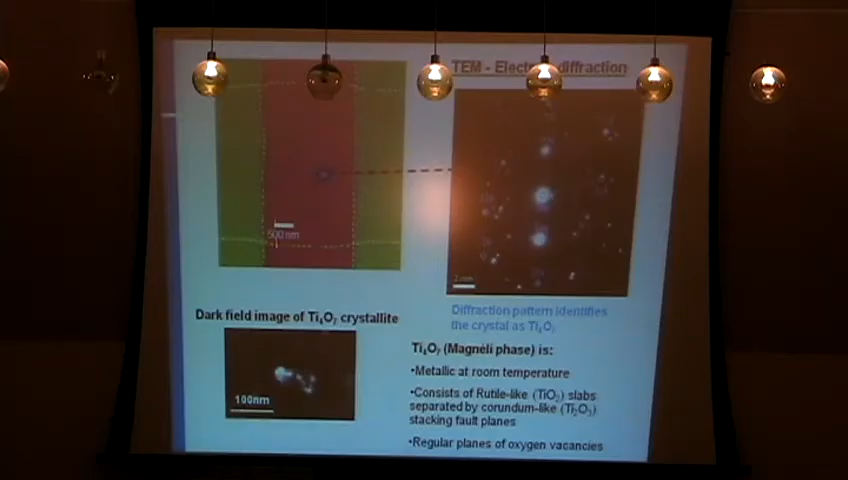 TEM - Electron diffraction
500 nm
2 nm
Diffraction pattern identifies
the crystal as Ti₄O₇
Dark field image of Ti₄O₇ crystallite
100nm
Ti₄O₇ (Magnéli phase) is:
•Metallic at room temperature
•Consists of Rutile-like (TiO₂) slabs
separated by corundum-like (Ti₂O₃)
stacking fault planes
•Regular planes of oxygen vacancies